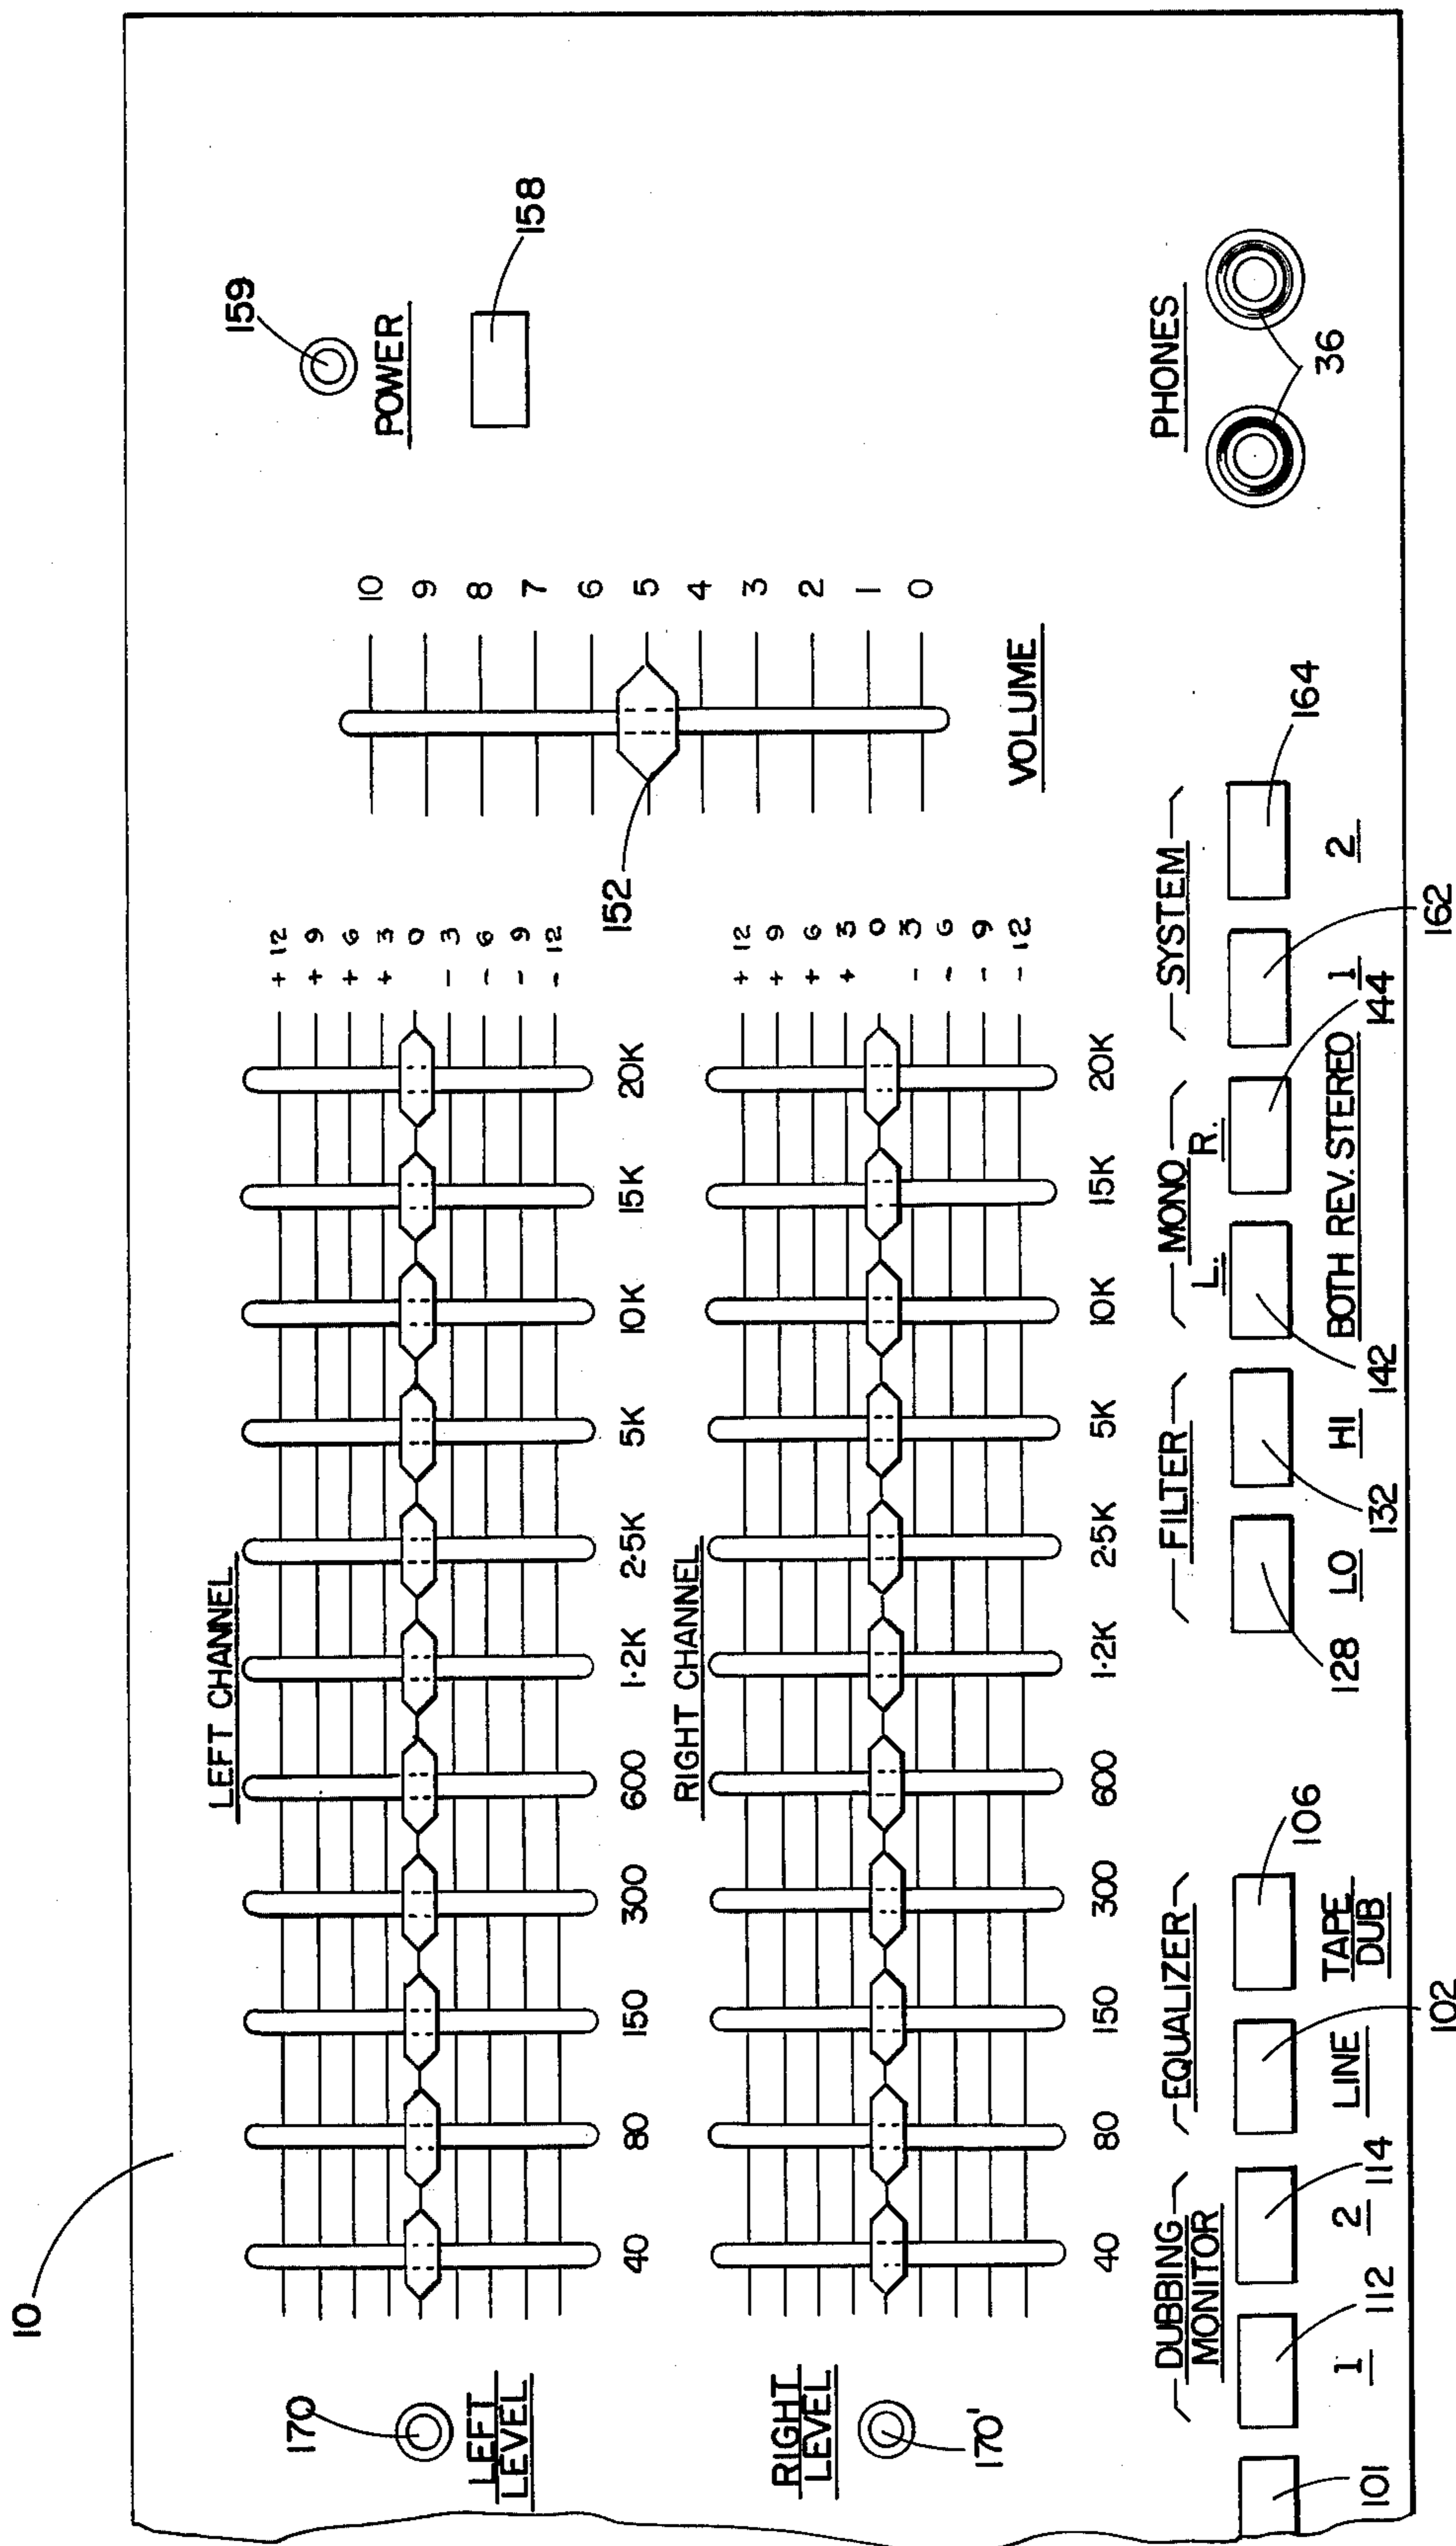 10
159
POWER
158
LEFT CHANNEL
+ 12
+ 9
+ 6
+ 3
0
- 3
- 6
- 9
- 12
170
LEFT
LEVEL
40 80 150 300 600 1·2K 2·5K 5K 10K 15K 20K
10
9
8
7
6
5
4
3
2
1
0
152
VOLUME
RIGHT CHANNEL
+ 12
+ 9
+ 6
+ 3
0
- 3
- 6
- 9
- 12
RIGHT
LEVEL
170'
40 80 150 300 600 1·2K 2·5K 5K 10K 15K 20K
DUBBING
MONITOR
EQUALIZER
FILTER
MONO
L. R.
SYSTEM
PHONES
36
101
1
112
2
114
LINE
102
TAPE
DUB
106
LO
128
HI
132
BOTH REV. STEREO
142
144
1
162
2
164